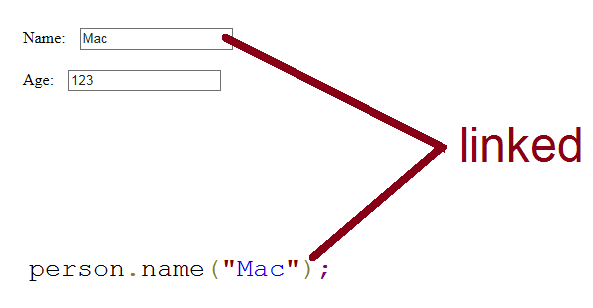 Name: Mac
Age: 123
linked
person.name("Mac");